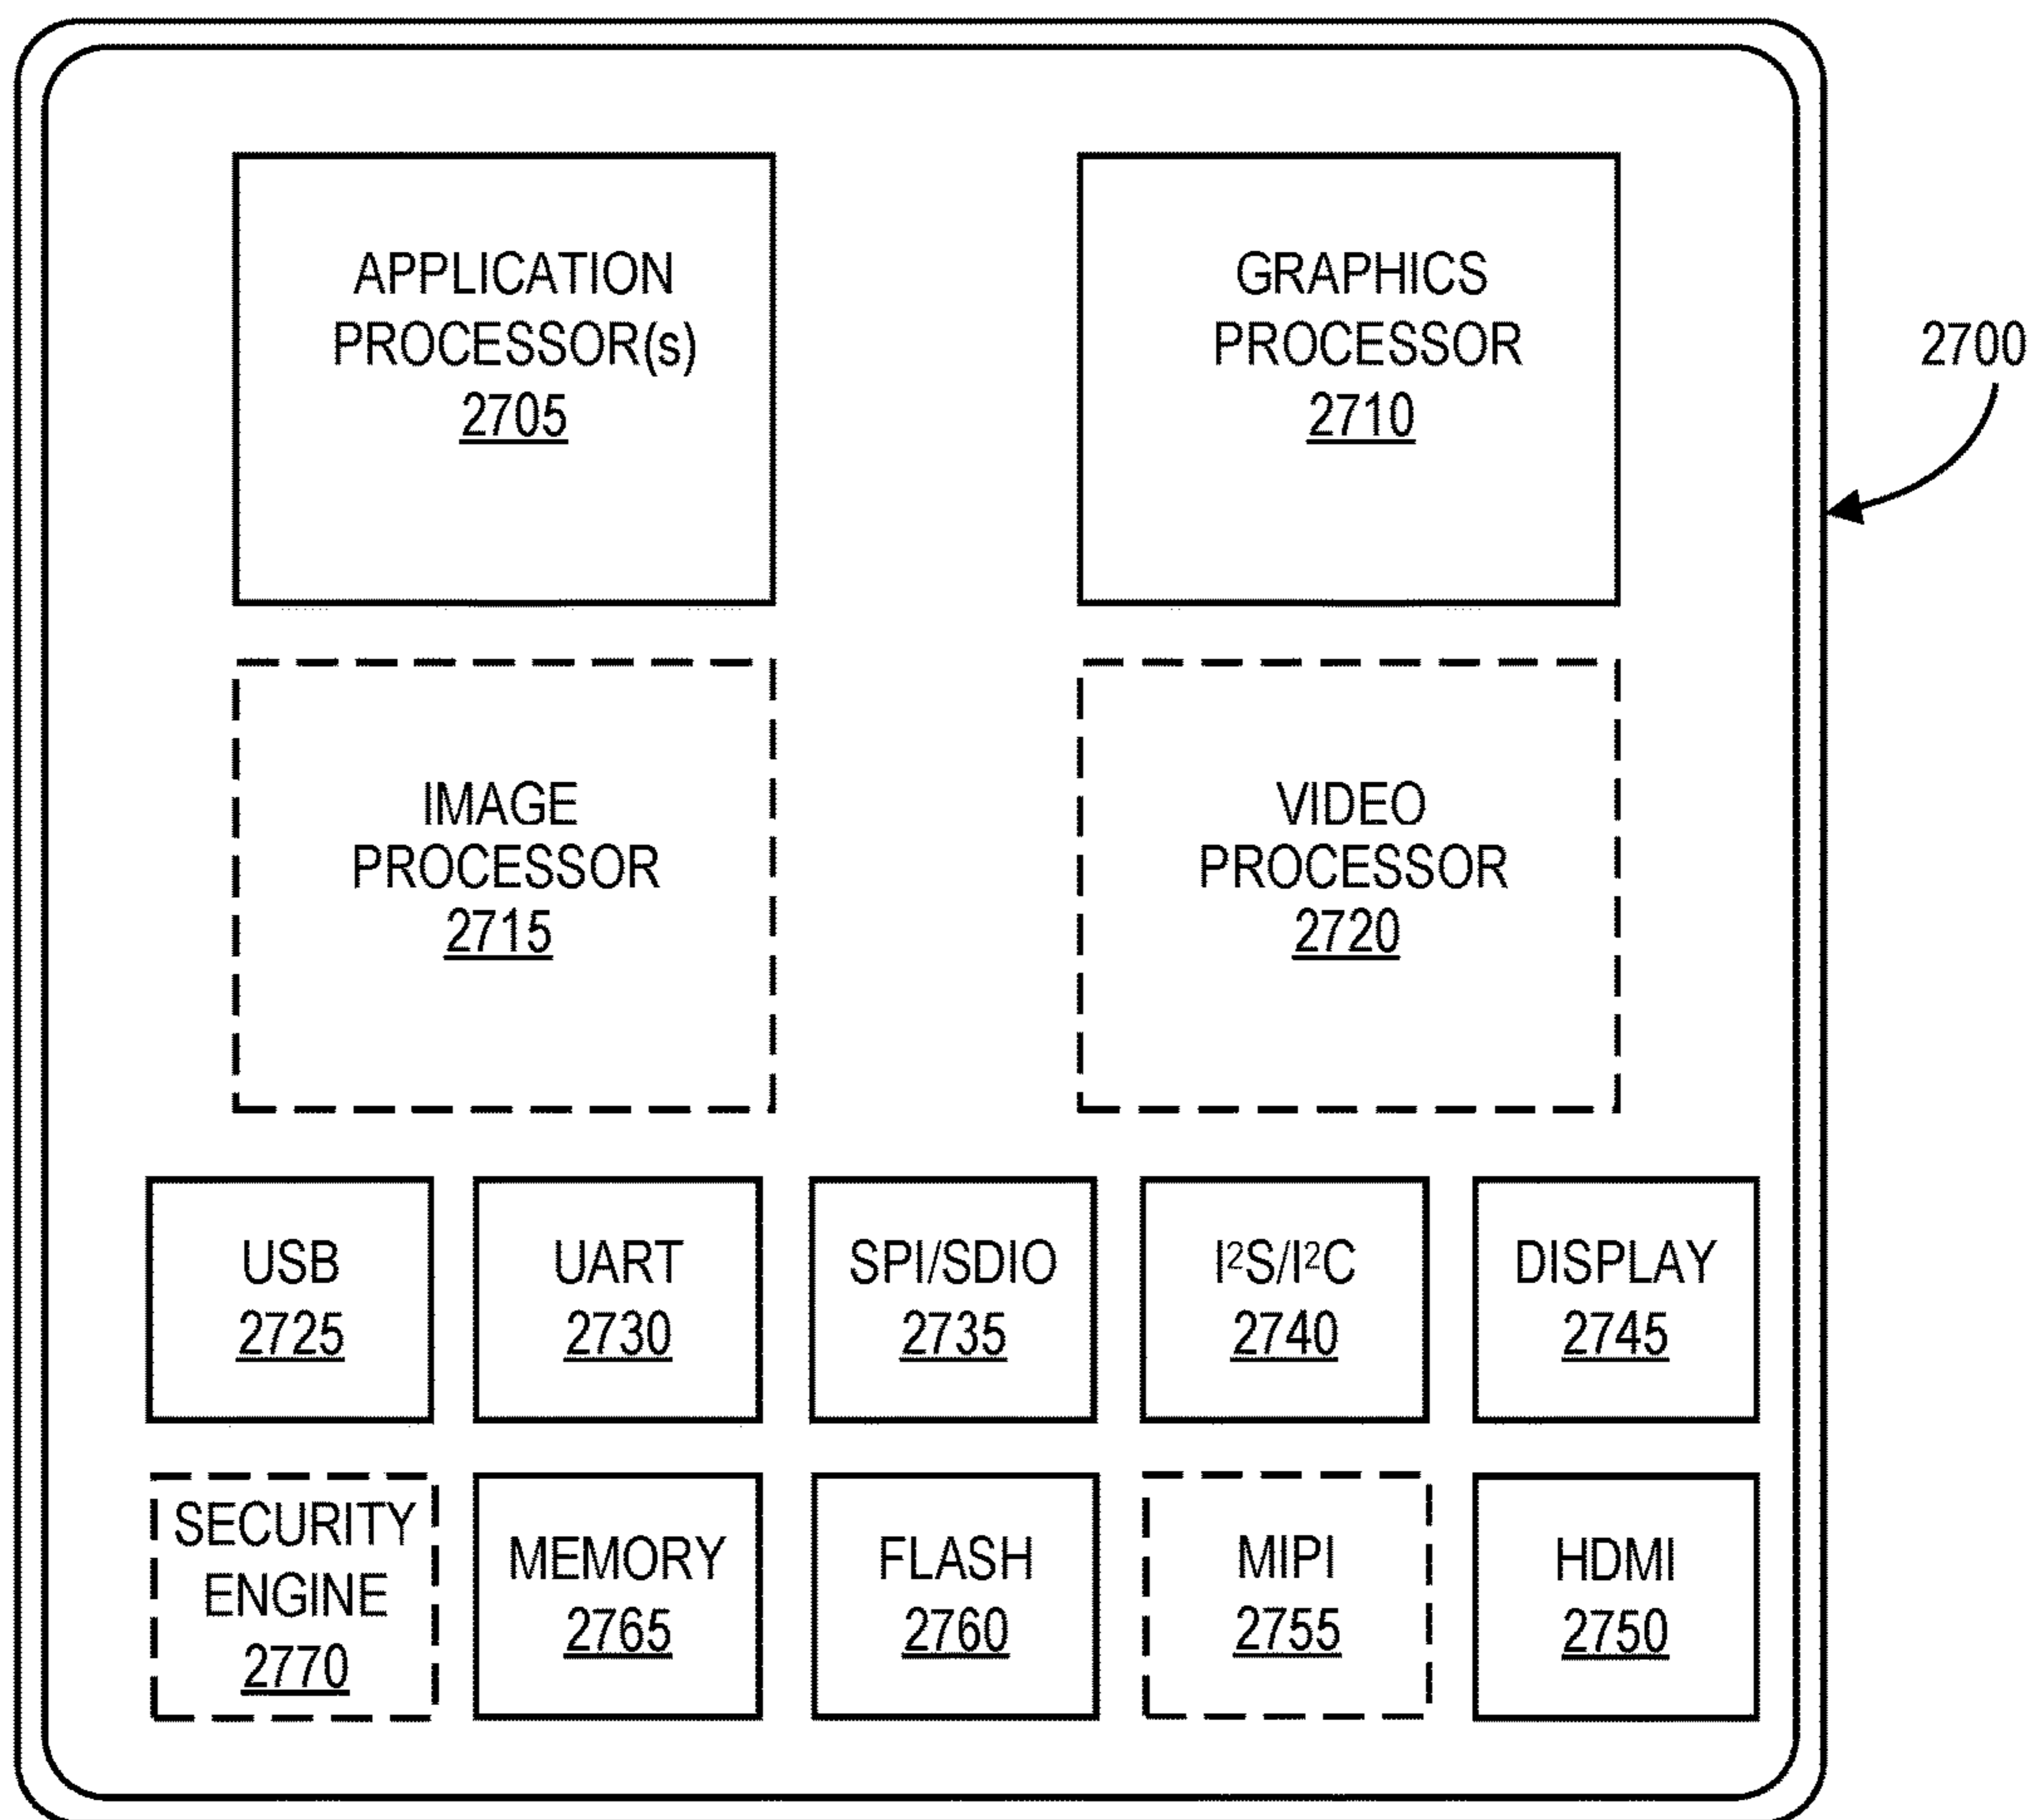 APPLICATION
PROCESSOR(s)
2705
GRAPHICS
PROCESSOR
2710
2700
IMAGE
PROCESSOR
2715
VIDEO
PROCESSOR
2720
USB
2725
UART
2730
SPI/SDIO
2735
I²S/I²C
2740
DISPLAY
2745
SECURITY
ENGINE
2770
MEMORY
2765
FLASH
2760
MIPI
2755
HDMI
2750